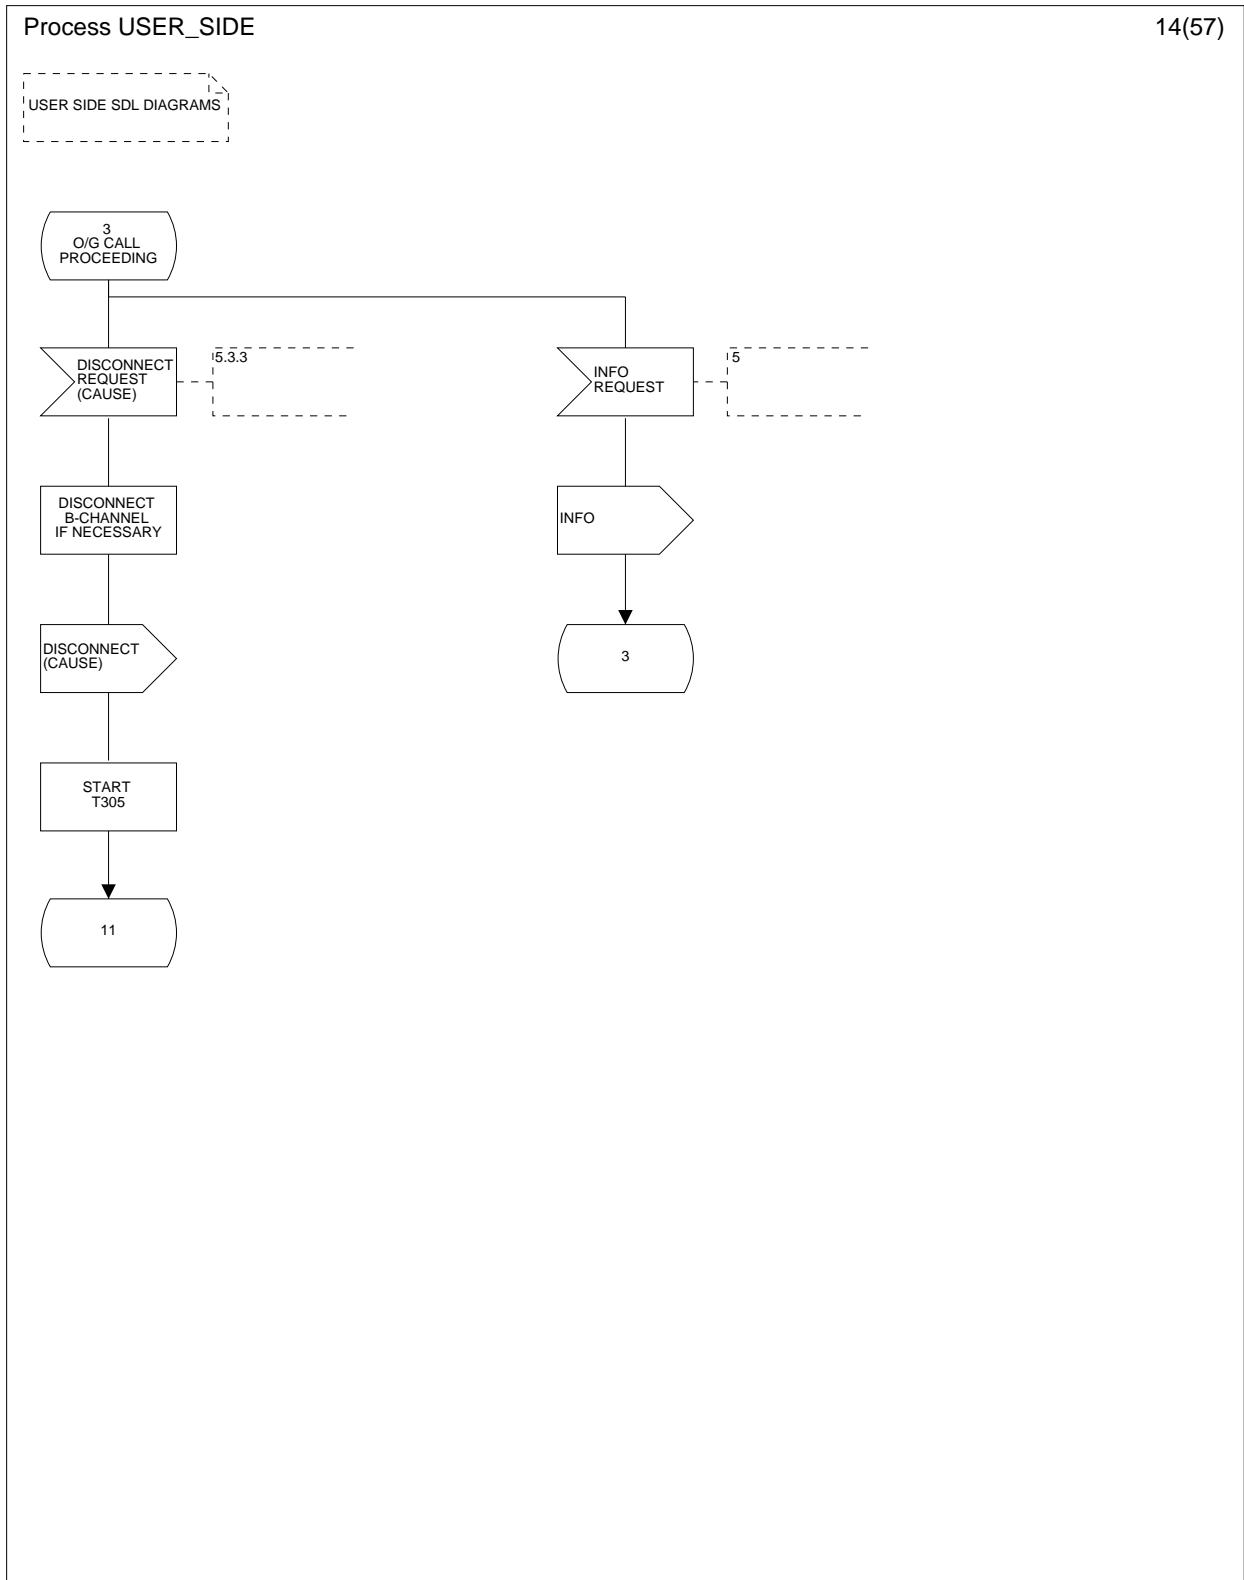 Process USER_SIDE
14(57)
USER SIDE SDL DIAGRAMS
3
O/G CALL
PROCEEDING
DISCONNECT
REQUEST
(CAUSE)
5.3.3
INFO
REQUEST
5
DISCONNECT
B-CHANNEL
IF NECESSARY
INFO
DISCONNECT
(CAUSE)
3
START
T305
11